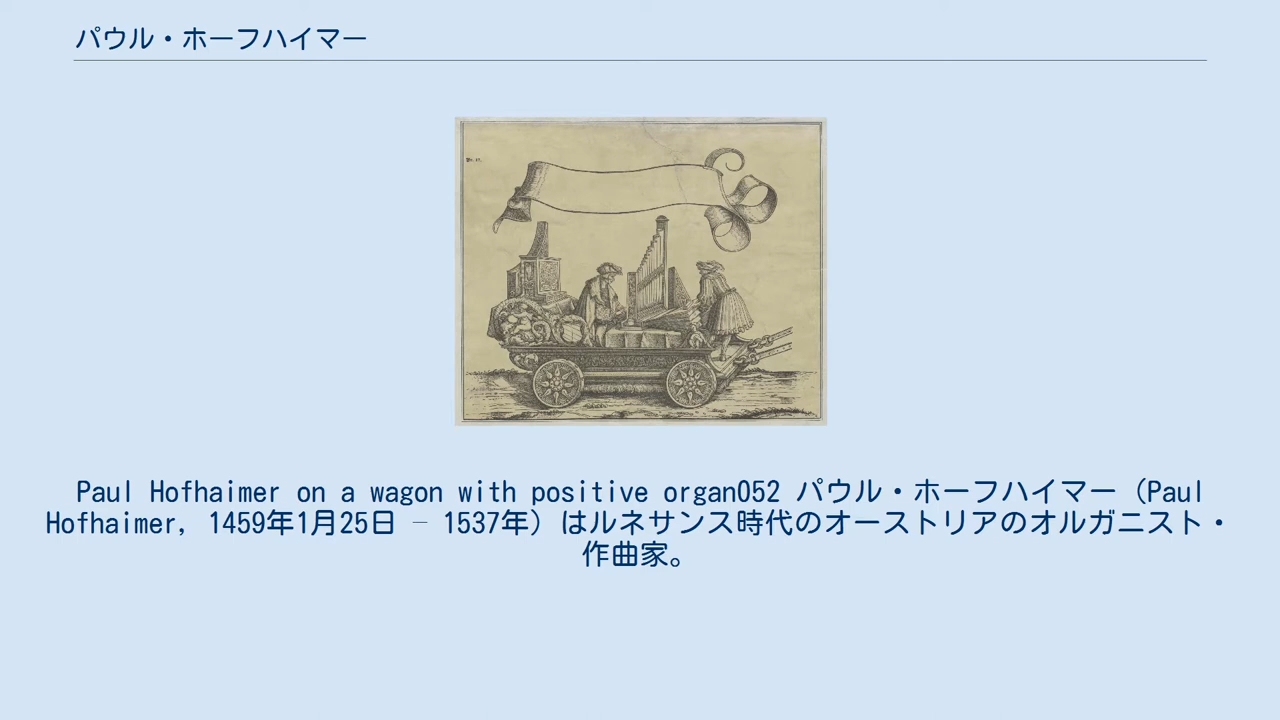 パウル・ホーフハイマー
Paul Hofhaimer on a wagon with positive organ052 パウル・ホーフハイマー（Paul
Hofhaimer, 1459年1月25日 – 1537年）はルネサンス時代のオーストリアのオルガニスト・
作曲家。